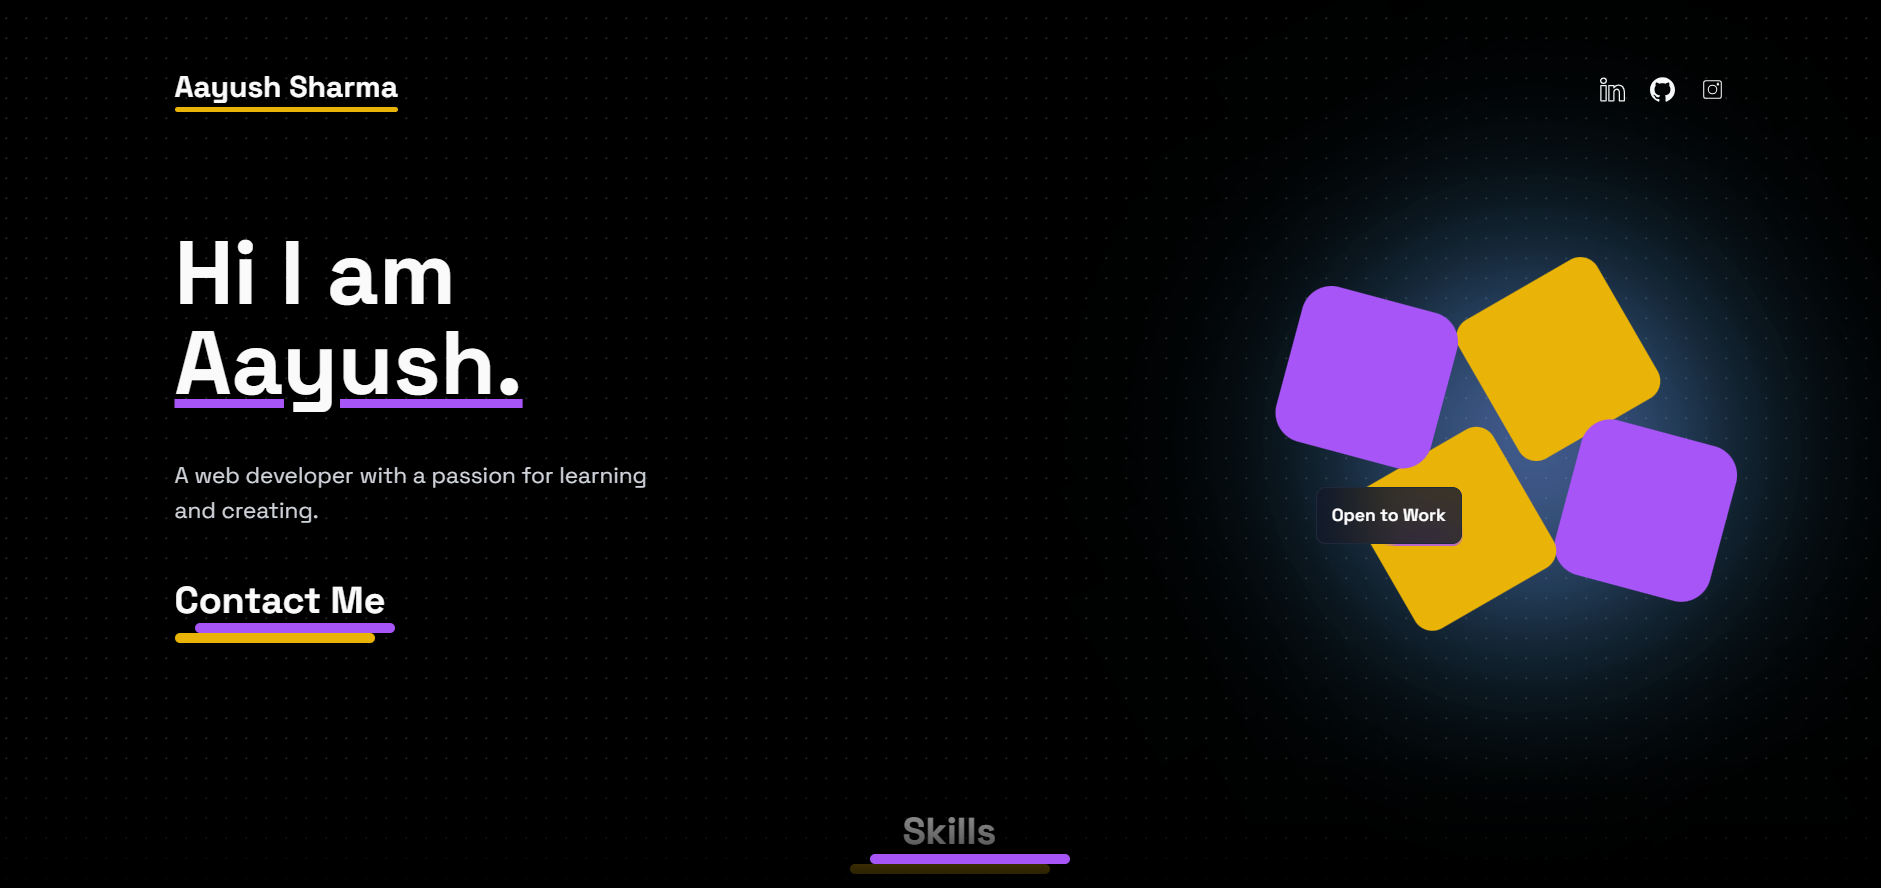 Aayush Sharma
Hi I am
Aayush.
A web developer with a passion for learning
and creating.
Open to Work
Contact Me
Skills